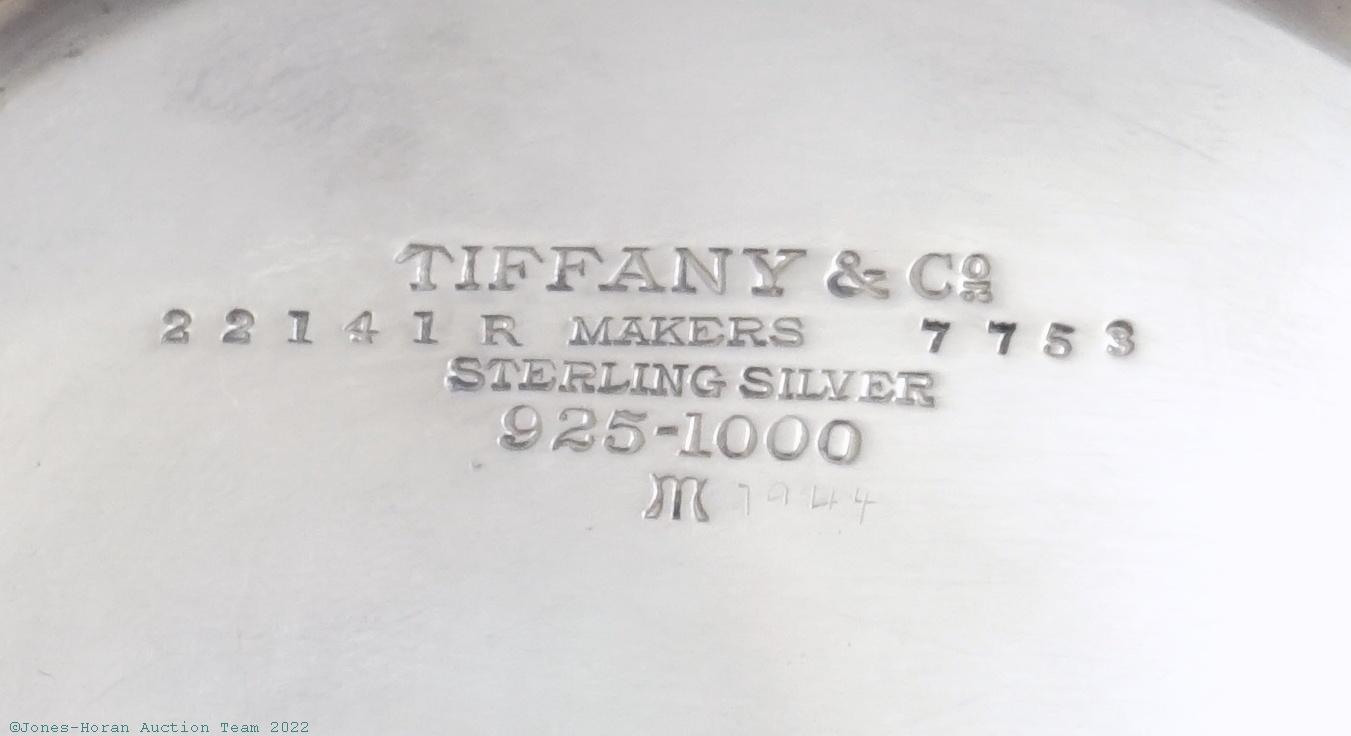 TIFFANY & Cº
22141 R MAKERS 7753
STERLING SILVER
925-1000
M 1944
©Jones-Horan Auction Team 2022